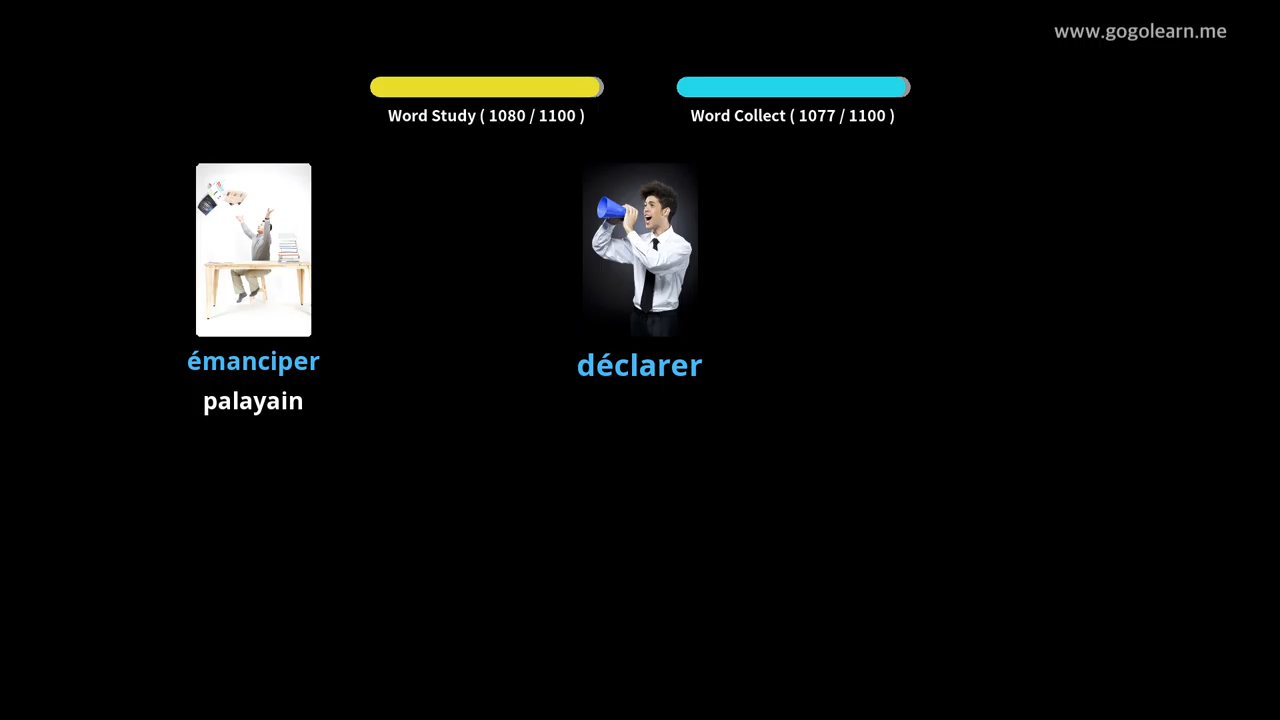 www.gogolearn.me
Word Study ( 1080 / 1100 )
Word Collect ( 1077 / 1100 )
émanciper
palayain
déclarer